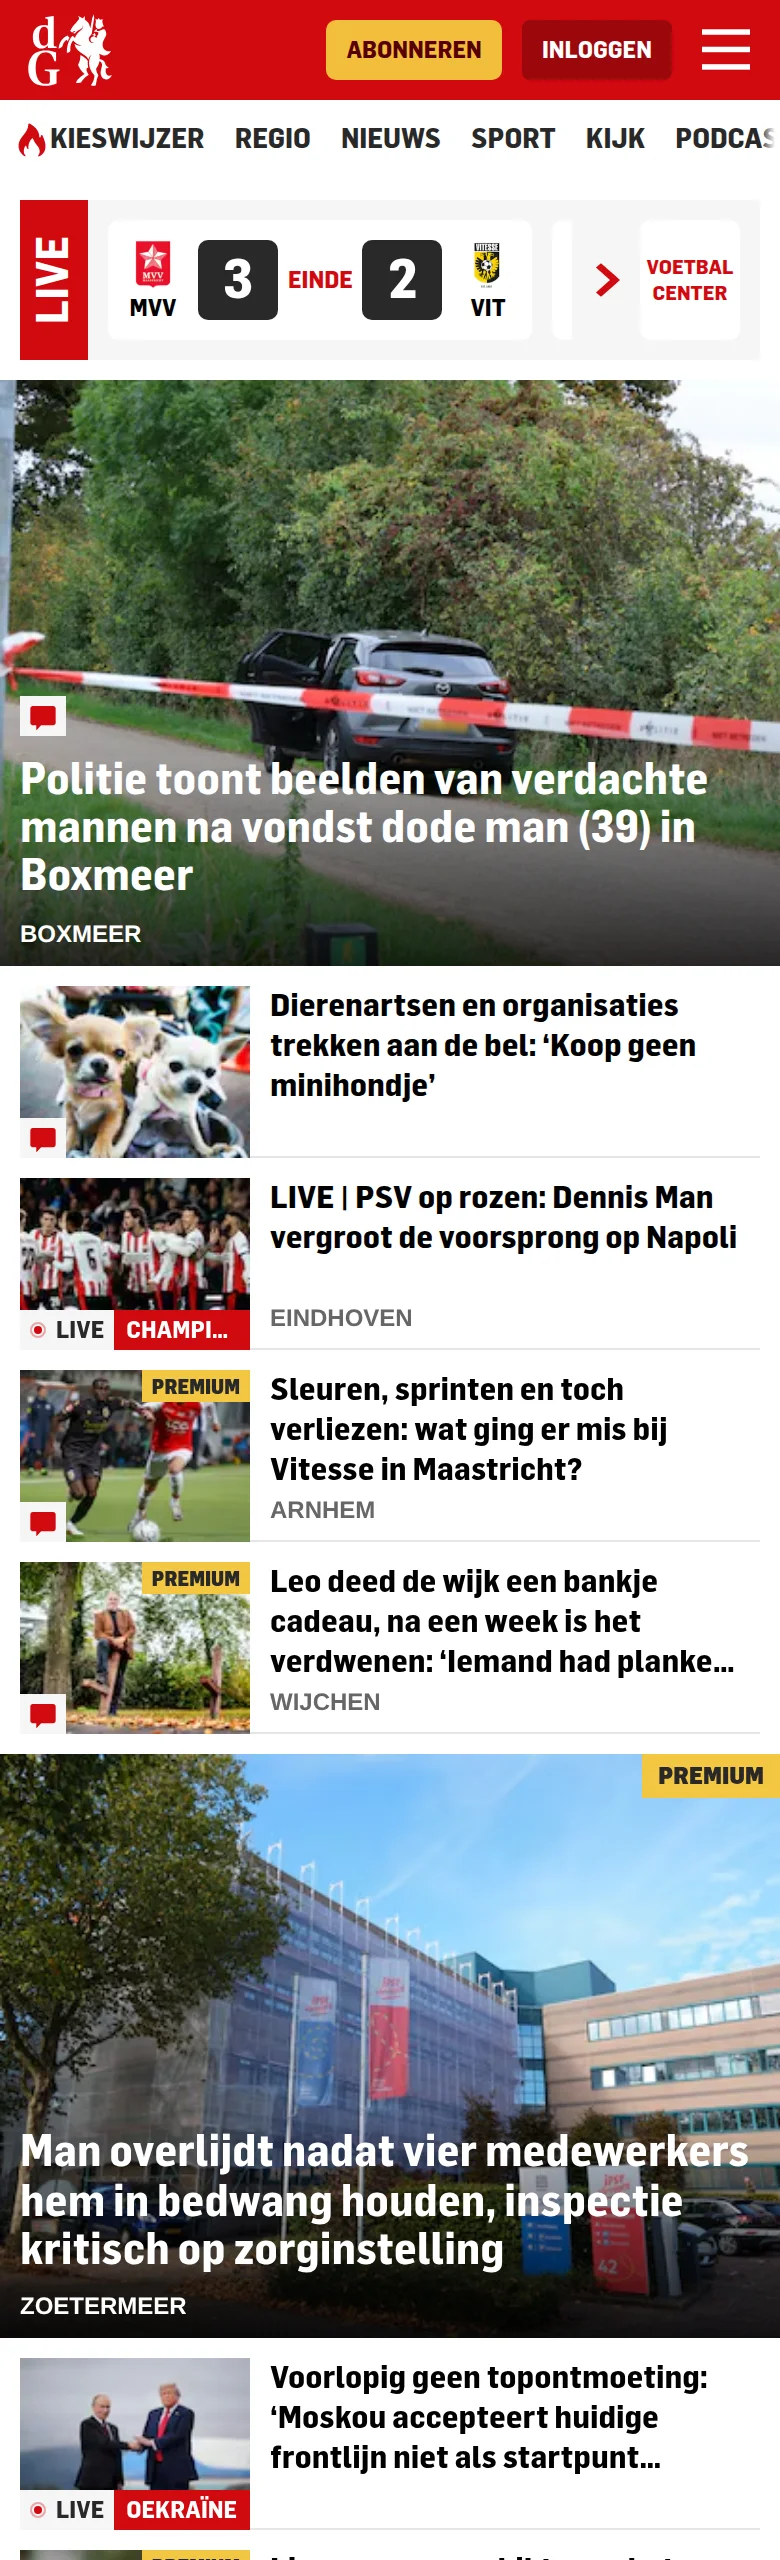 dG
ABONNEREN
INLOGGEN
KIESWIJZER REGIO NIEUWS SPORT KIJK PODCAS
LIVE
MVV
MVV
3
EINDE
2
VITESSE
VIT
VOETBAL
CENTER
Politie toont beelden van verdachte
mannen na vondst dode man (39) in
Boxmeer
BOXMEER
Dierenartsen en organisaties
trekken aan de bel: ‘Koop geen
minihondje’
LIVE | PSV op rozen: Dennis Man
vergroot de voorsprong op Napoli
EINDHOVEN
LIVE
CHAMPI...
PREMIUM
Sleuren, sprinten en toch
verliezen: wat ging er mis bij
Vitesse in Maastricht?
ARNHEM
PREMIUM
Leo deed de wijk een bankje
cadeau, na een week is het
verdwenen: ‘Iemand had planke...
WIJCHEN
PREMIUM
42
Man overlijdt nadat vier medewerkers
hem in bedwang houden, inspectie
kritisch op zorginstelling
ZOETERMEER
Voorlopig geen topontmoeting:
‘Moskou accepteert huidige
frontlijn niet als startpunt...
LIVE
OEKRAÏNE